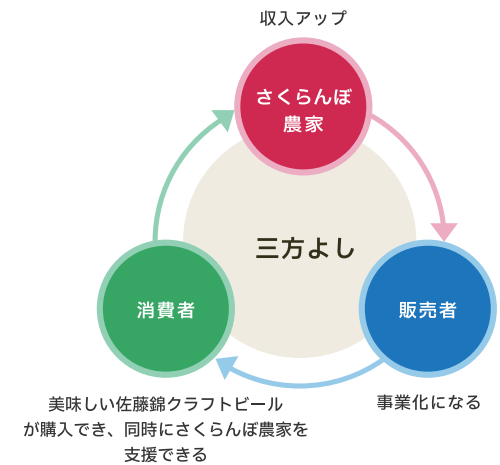 収入アップ
さくらんぼ
農家
三方よし
消費者
販売者
美味しい佐藤錦クラフトビール
が購入でき、同時にさくらんぼ農家を
支援できる
事業化になる